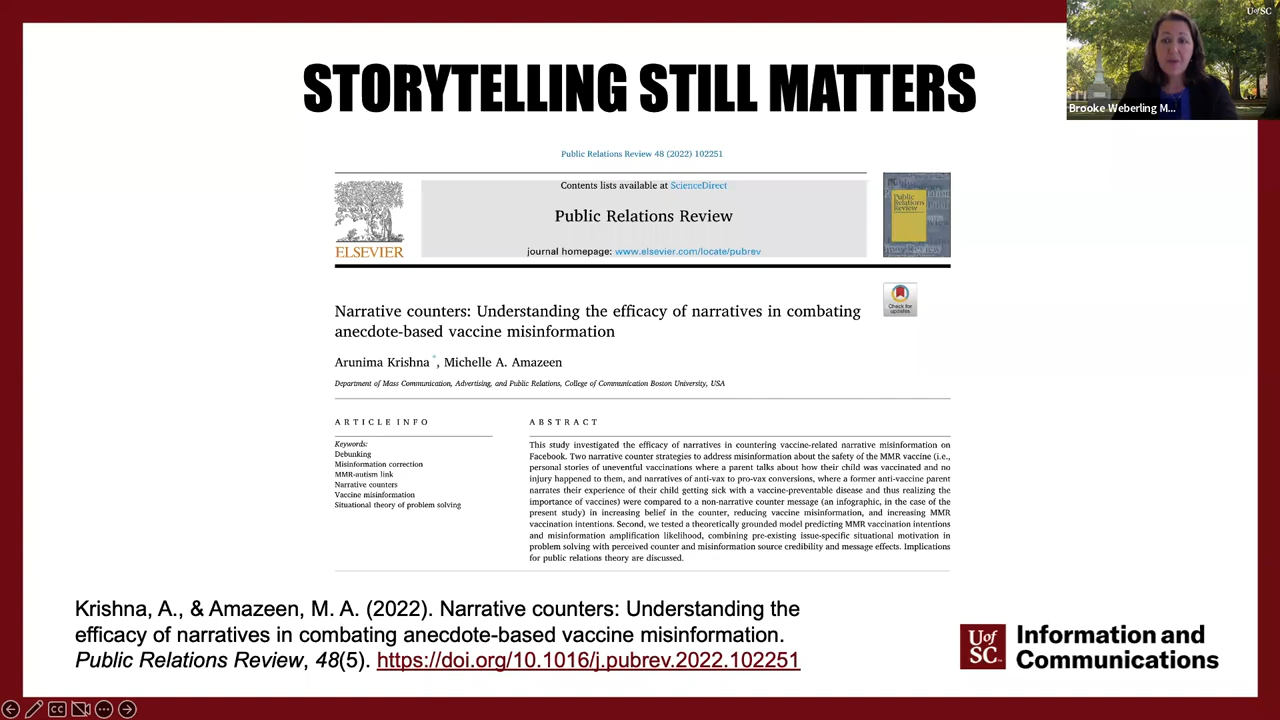 UofSC
Brooke Weberling M...
STORYTELLING STILL MATTERS
Public Relations Review 48 (2022) 102251
Contents lists available at ScienceDirect
Public Relations Review
journal homepage: www.elsevier.com/locate/pubrev
ELSEVIER
Public
Relations
Review
Check for
updates
Narrative counters: Understanding the efficacy of narratives in combating
anecdote-based vaccine misinformation
Arunima Krishna *, Michelle A. Amazeen
Department of Mass Communication, Advertising, and Public Relations, College of Communication Boston University, USA
ARTICLE INFO
Keywords:
Debunking
Misinformation correction
MMR-autism link
Narrative counters
Vaccine misinformation
Situational theory of problem solving
ABSTRACT
This study investigated the efficacy of narratives in countering vaccine-related narrative misinformation on
Facebook. Two narrative counter strategies to address misinformation about the safety of the MMR vaccine (i.e.,
personal stories of uneventful vaccinations where a parent talks about how their child was vaccinated and no
injury happened to them, and narratives of anti-vax to pro-vax conversions, where a former anti-vaccine parent
narrates their experience of their child getting sick with a vaccine-preventable disease and thus realizing the
importance of vaccines) were compared to a non-narrative counter message (an infographic, in the case of the
present study) in increasing belief in the counter, reducing vaccine misinformation, and increasing MMR
vaccination intentions. Second, we tested a theoretically grounded model predicting MMR vaccination intentions
and misinformation amplification likelihood, combining pre-existing issue-specific situational motivation in
problem solving with perceived counter and misinformation source credibility and message effects. Implications
for public relations theory are discussed.
Krishna, A., & Amazeen, M. A. (2022). Narrative counters: Understanding the
efficacy of narratives in combating anecdote-based vaccine misinformation.
Public Relations Review, 48(5). https://doi.org/10.1016/j.pubrev.2022.102251
UofSC
Information and
Communications
CC